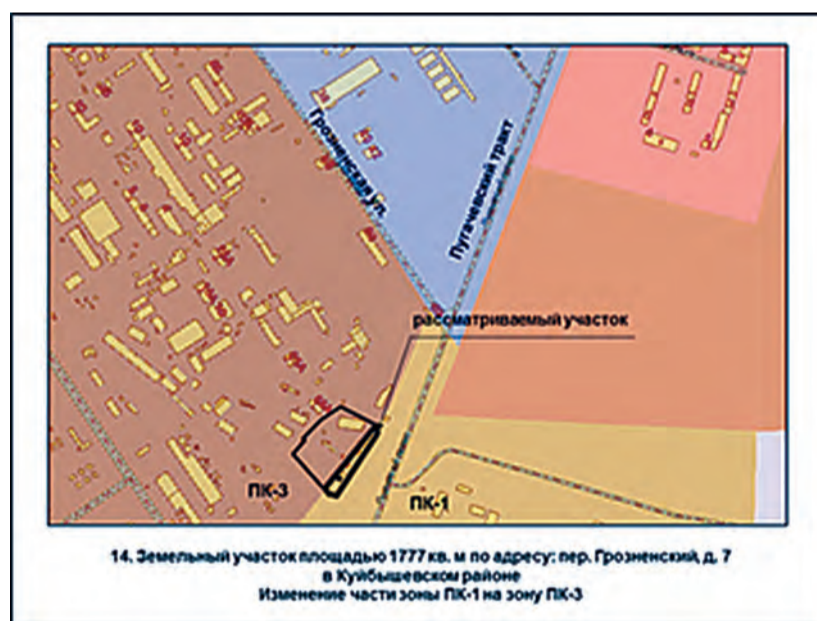 Грозненская ул.
Пугачевский тракт
рассматриваемый участок
ПК-3
ПК-1
14. Земельный участок площадью 1777 кв. м по адресу: пер. Грозненский, д. 7
в Куйбышевском районе
Изменение части зоны ПК-1 на зону ПК-3